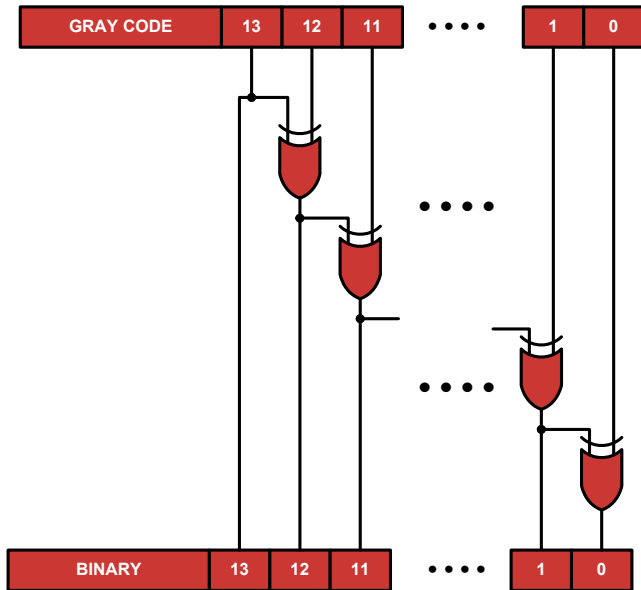 GRAY CODE 13 12 11 •••• 1 0
••••
••••
BINARY 13 12 11 •••• 1 0